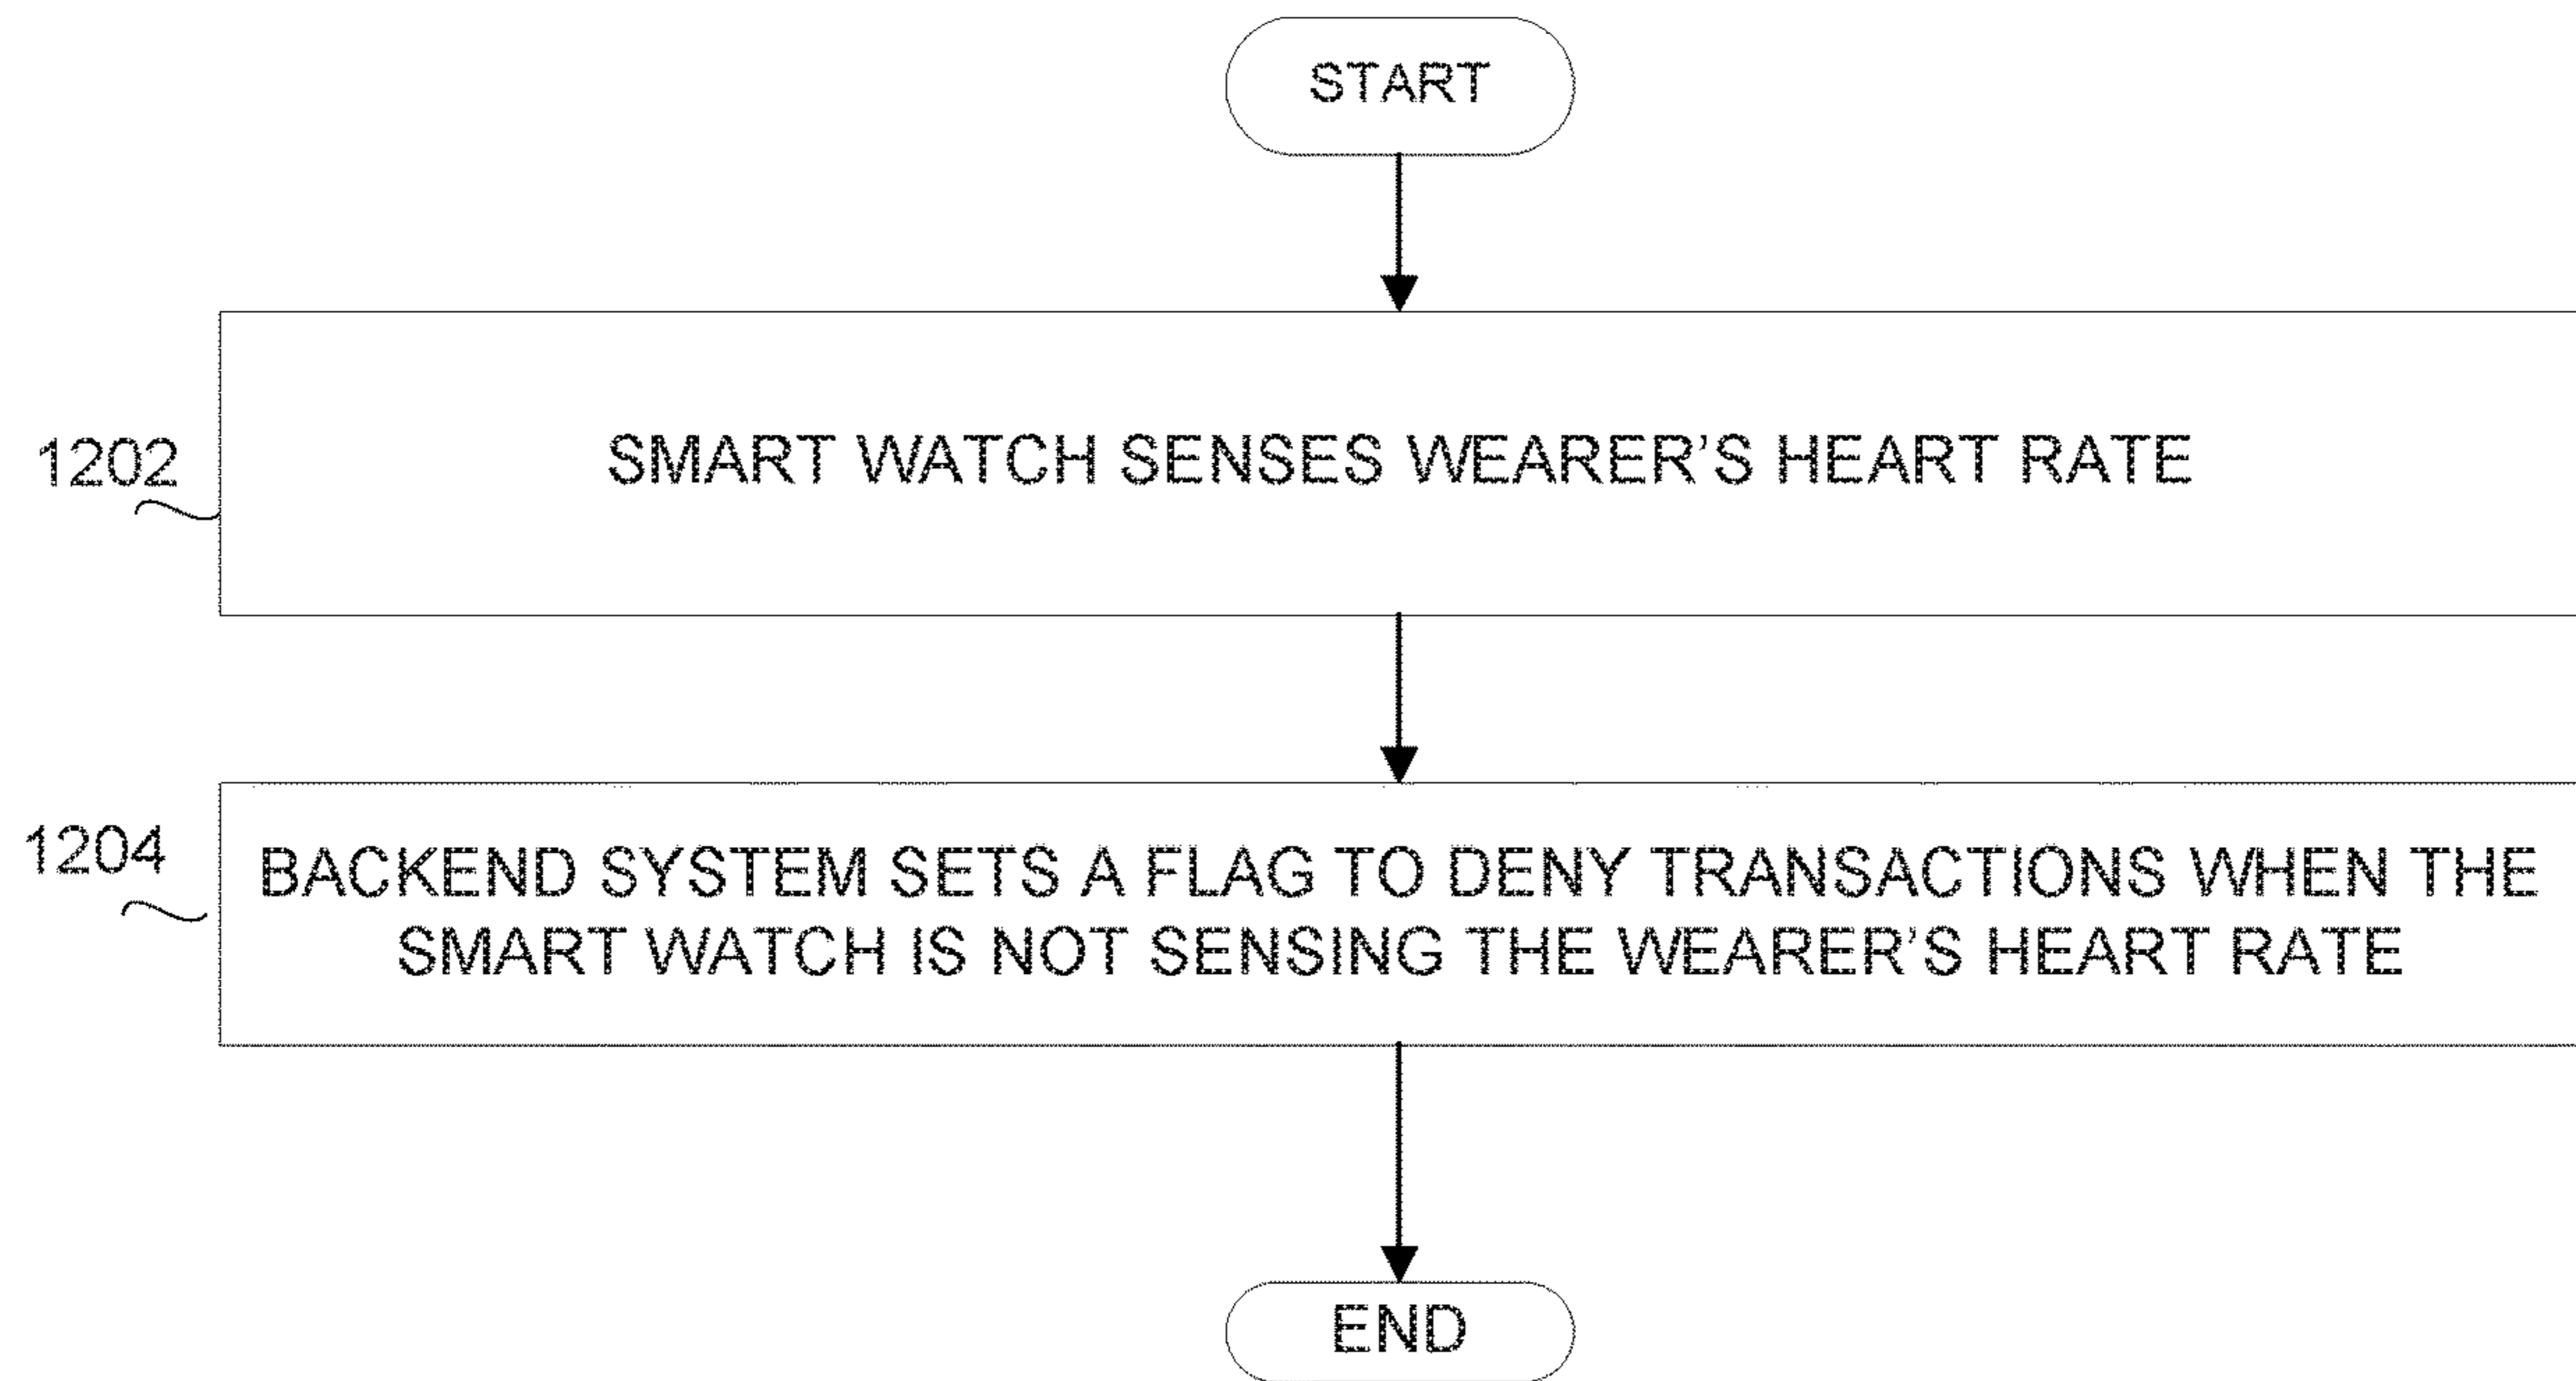 START
1202
SMART WATCH SENSES WEARER'S HEART RATE
1204
BACKEND SYSTEM SETS A FLAG TO DENY TRANSACTIONS WHEN THE
SMART WATCH IS NOT SENSING THE WEARER'S HEART RATE
END